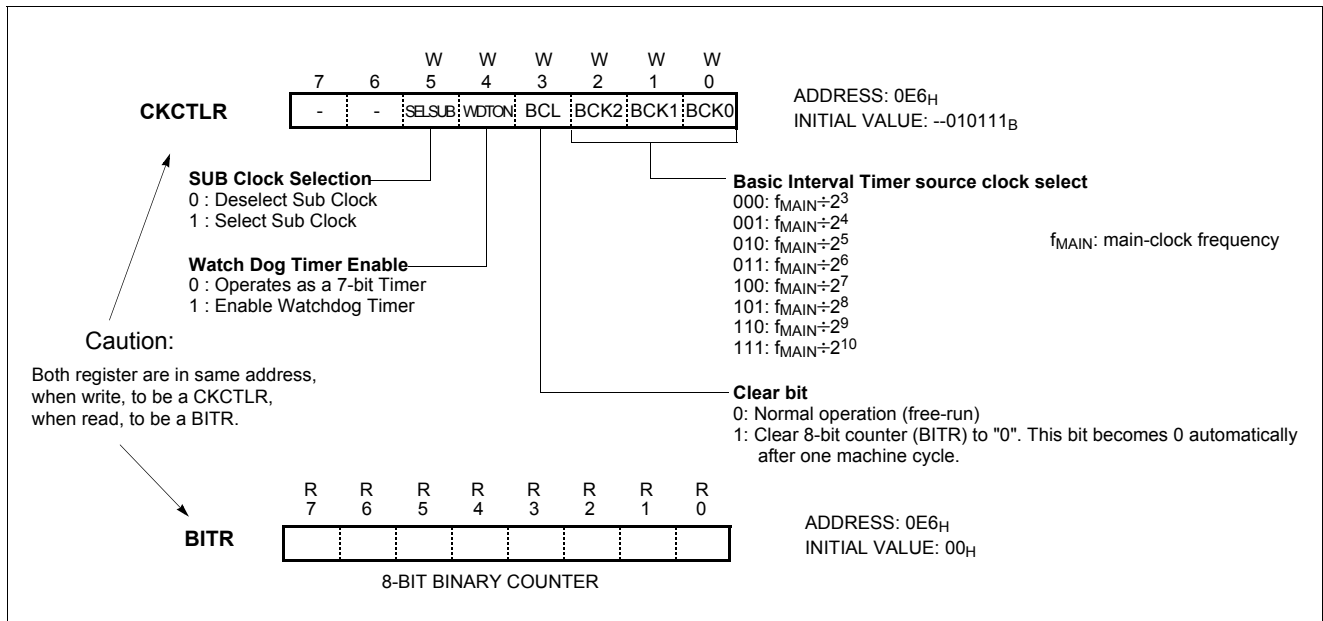 W W W W W W
7 6 5 4 3 2 1 0
CKCTLR - - SELSUB WDTON BCL BCK2 BCK1 BCK0
ADDRESS: 0E6H
INITIAL VALUE: --010111B
SUB Clock Selection
0 : Deselect Sub Clock
1 : Select Sub Clock
Watch Dog Timer Enable
0 : Operates as a 7-bit Timer
1 : Enable Watchdog Timer
Basic Interval Timer source clock select
000: fMAIN÷2³
001: fMAIN÷2⁴
010: fMAIN÷2⁵
011: fMAIN÷2⁶
100: fMAIN÷2⁷
101: fMAIN÷2⁸
110: fMAIN÷2⁹
111: fMAIN÷2¹⁰
fMAIN: main-clock frequency
Caution:
Both register are in same address,
when write, to be a CKCTLR,
when read, to be a BITR.
Clear bit
0: Normal operation (free-run)
1: Clear 8-bit counter (BITR) to "0". This bit becomes 0 automatically
after one machine cycle.
R R R R R R R R
7 6 5 4 3 2 1 0
BITR
ADDRESS: 0E6H
INITIAL VALUE: 00H
8-BIT BINARY COUNTER